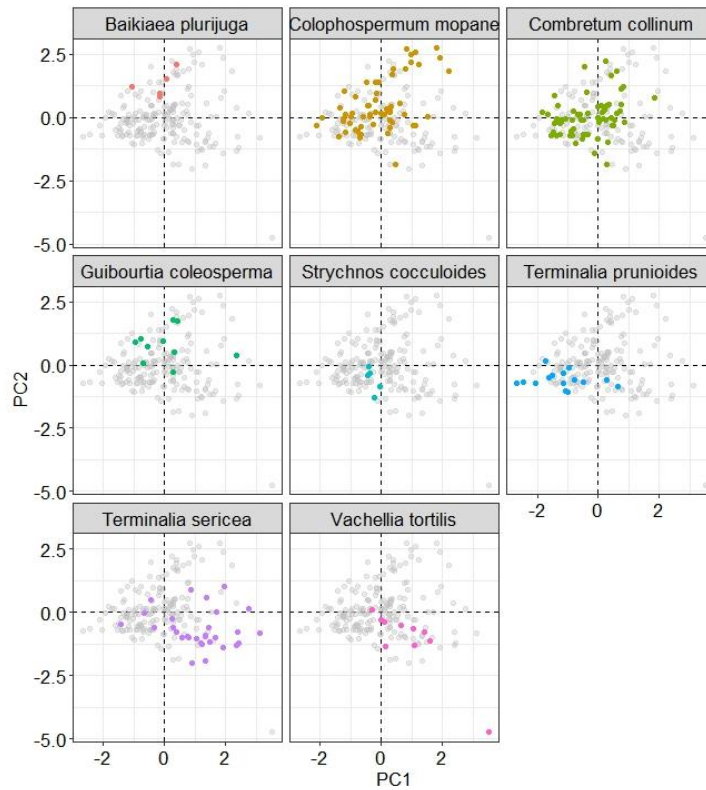 Baikiaea plurijuga Colophospermum mopane Combretum collinum
2.5
0.0
-2.5
-5.0
Guibourtia coleosperma Strychnos cocculoides Terminalia prunioides
2.5
0.0
-2.5
-5.0
-2 0 2
Terminalia sericea Vachellia tortilis
2.5
0.0
-2.5
-5.0
-2 0 2 -2 0 2
PC1
PC2